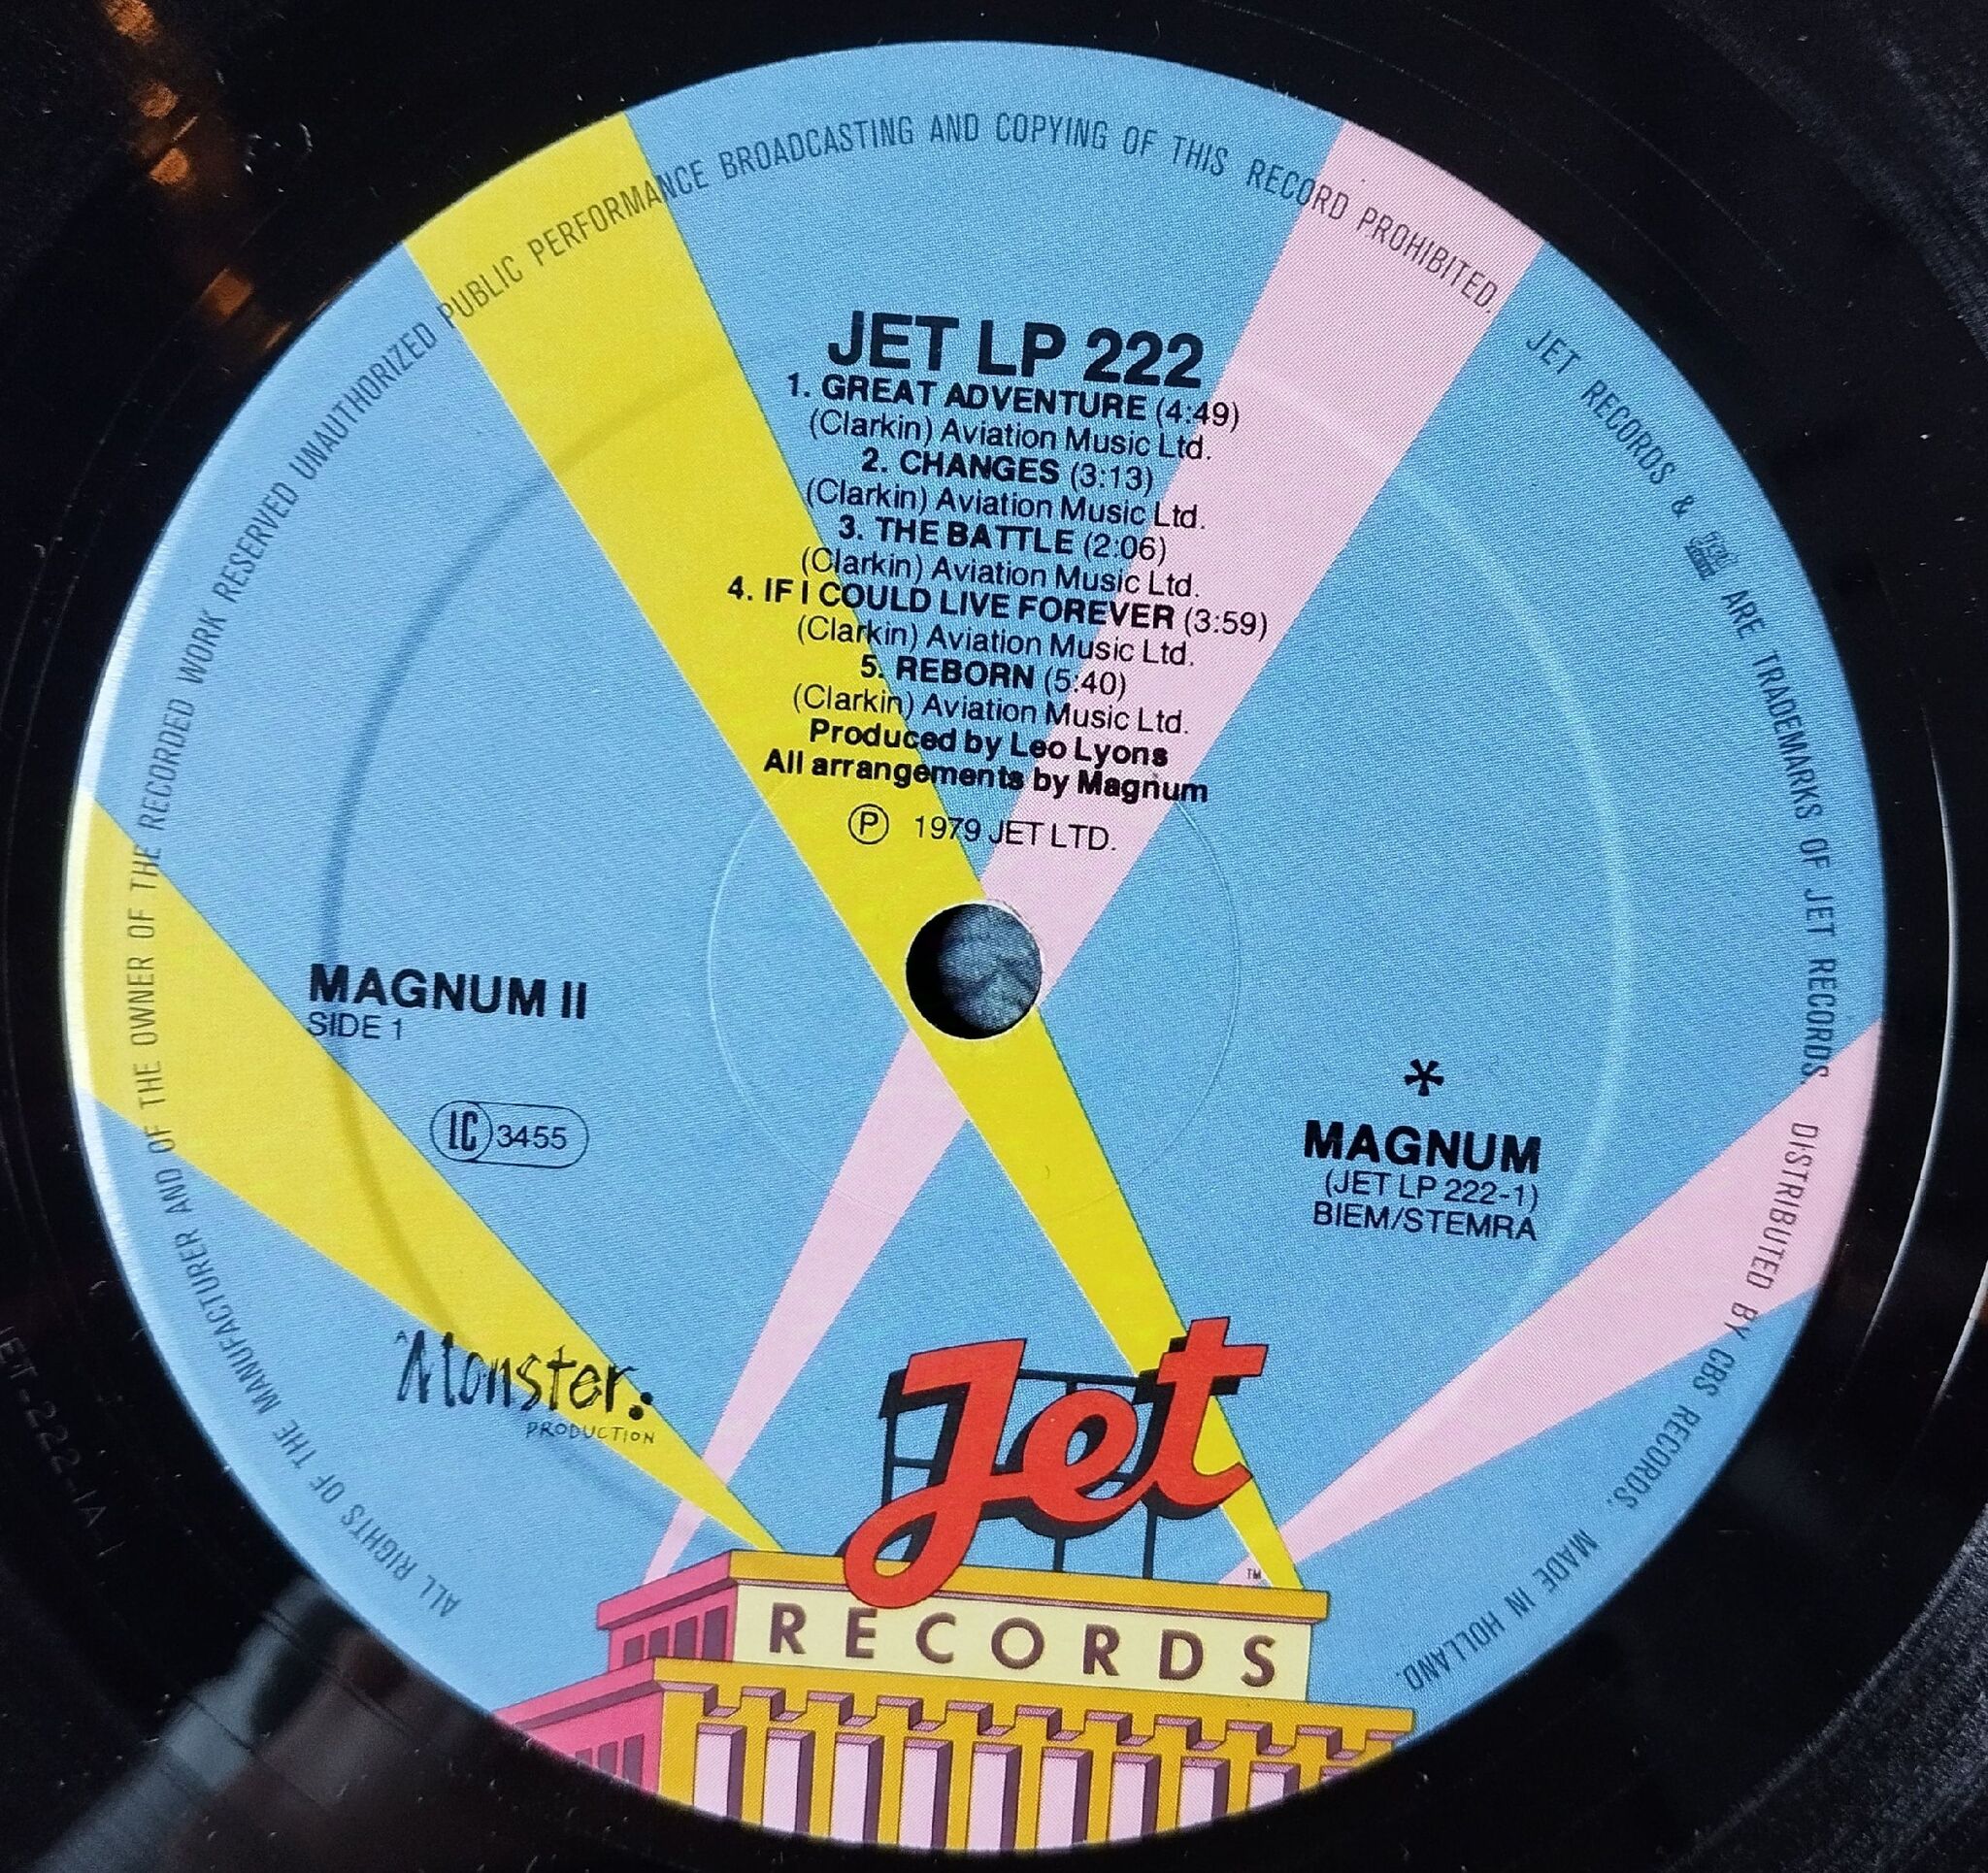 ALL RIGHTS OF THE MANUFACTURER AND OF THE OWNER OF THE RECORDED WORK RESERVED UNAUTHORIZED PUBLIC PERFORMANCE BROADCASTING AND COPYING OF THIS RECORD PROHIBITED. JET RECORDS & ARE TRADEMARKS OF JET RECORDS DISTRIBUTED BY CBS RECORDS. MADE IN HOLLAND.
JET LP 222
1. GREAT ADVENTURE (4:49)
(Clarkin) Aviation Music Ltd.
2. CHANGES (3:13)
(Clarkin) Aviation Music Ltd.
3. THE BATTLE (2:06)
(Clarkin) Aviation Music Ltd.
4. IF I COULD LIVE FOREVER (3:59)
(Clarkin) Aviation Music Ltd.
5. REBORN (5:40)
(Clarkin) Aviation Music Ltd.
Produced by Leo Lyons
All arrangements by Magnum
Ⓟ 1979 JET LTD.
MAGNUM II
SIDE 1
LC 3455
*
MAGNUM
(JET LP 222-1)
BIEM/STEMRA
A Monster.
PRODUCTION
Jet
TM
RECORDS